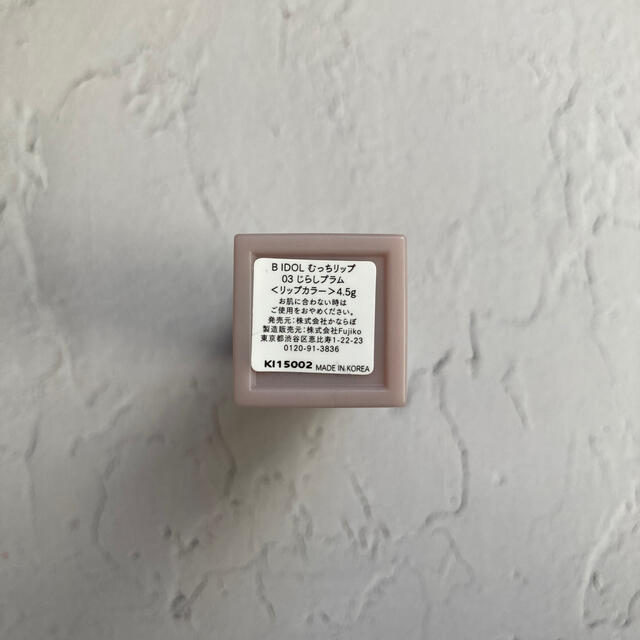 B IDOL むっちリップ
03 じらしプラム
<リップカラー>4.5g
お肌に合わない時は
ご使用をおやめください。
発売元:株式会社かならぼ
製造販売元:株式会社Fujiko
東京都渋谷区恵比寿1-22-23
0120-91-3836
KI15002 MADE IN KOREA